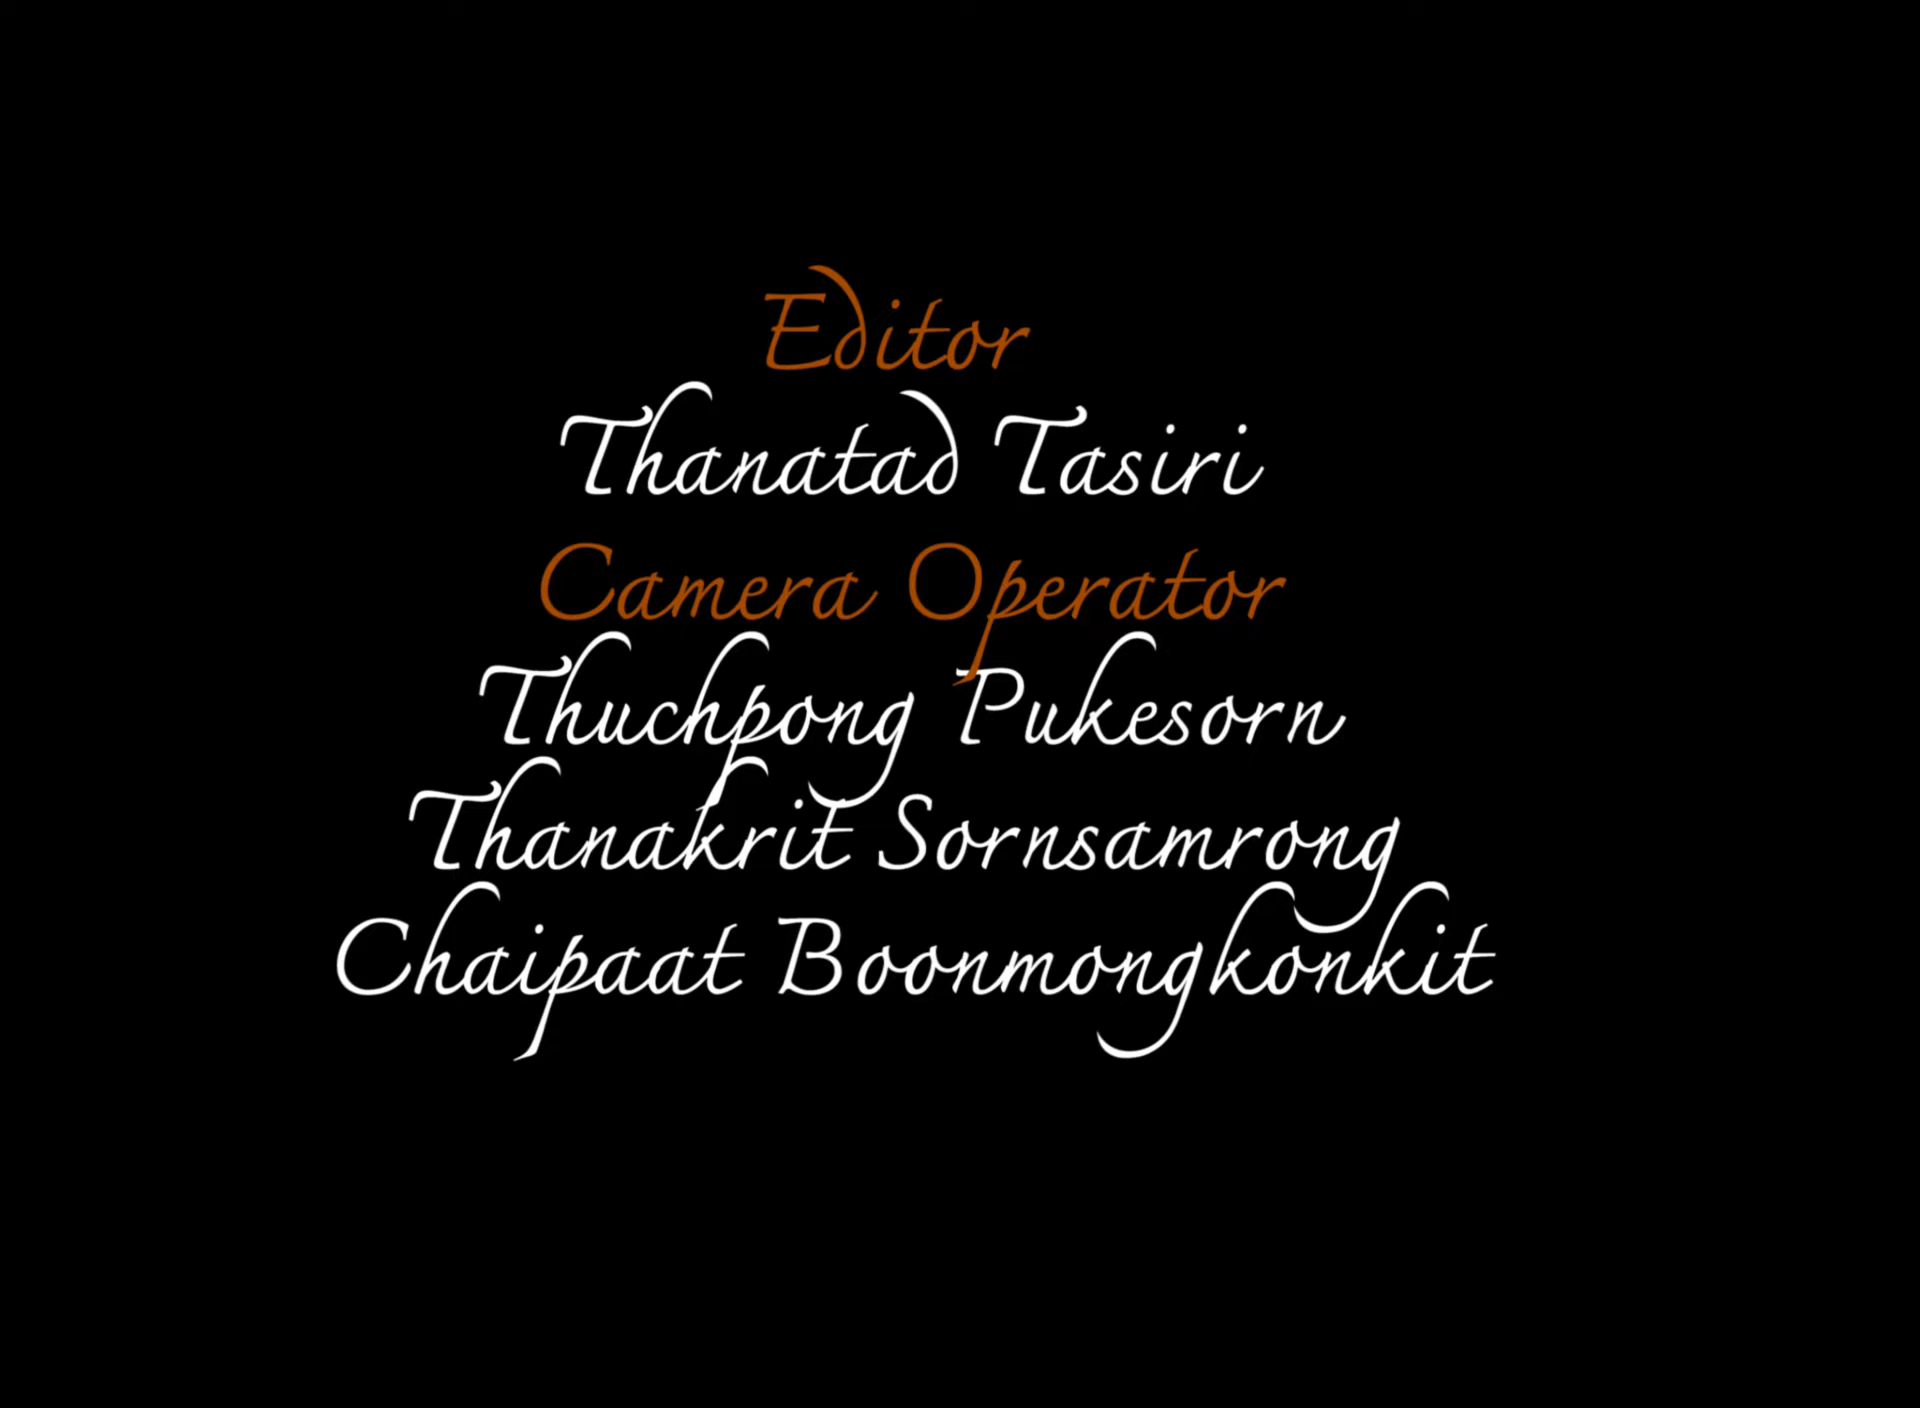 Editor
Thanatad Tasiri
Camera Operator
Thuchpong Pukesorn
Thanakrit Sornsamrong
Chaipaat Boonmongkonkit